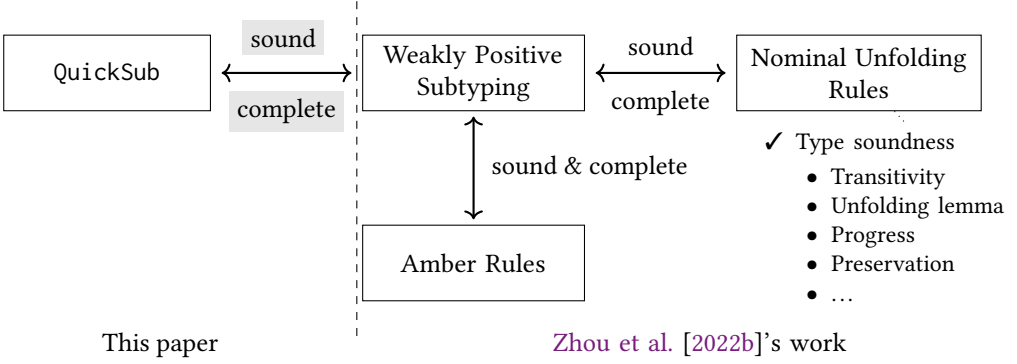 QuickSub
sound
complete
Weakly Positive
Subtyping
sound
complete
Nominal Unfolding
Rules
✓ Type soundness
• Transitivity
• Unfolding lemma
• Progress
• Preservation
• ...
sound & complete
Amber Rules
This paper
Zhou et al. [2022b]'s work